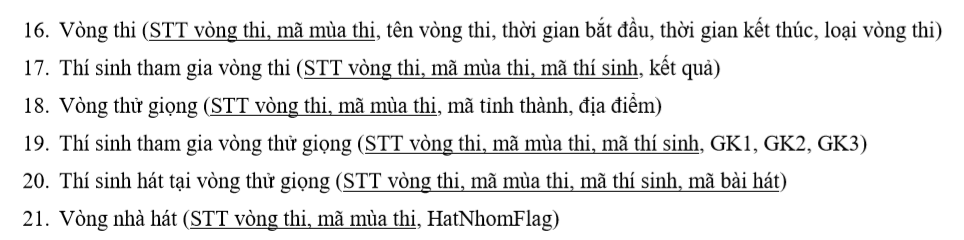 16. Vòng thi (STT vòng thi, mã mùa thi, tên vòng thi, thời gian bắt đầu, thời gian kết thúc, loại vòng thi)
17. Thí sinh tham gia vòng thi (STT vòng thi, mã mùa thi, mã thí sinh, kết quả)
18. Vòng thử giọng (STT vòng thi, mã mùa thi, mã tỉnh thành, địa điểm)
19. Thí sinh tham gia vòng thử giọng (STT vòng thi, mã mùa thi, mã thí sinh, GK1, GK2, GK3)
20. Thí sinh hát tại vòng thử giọng (STT vòng thi, mã mùa thi, mã thí sinh, mã bài hát)
21. Vòng nhà hát (STT vòng thi, mã mùa thi, HatNhomFlag)